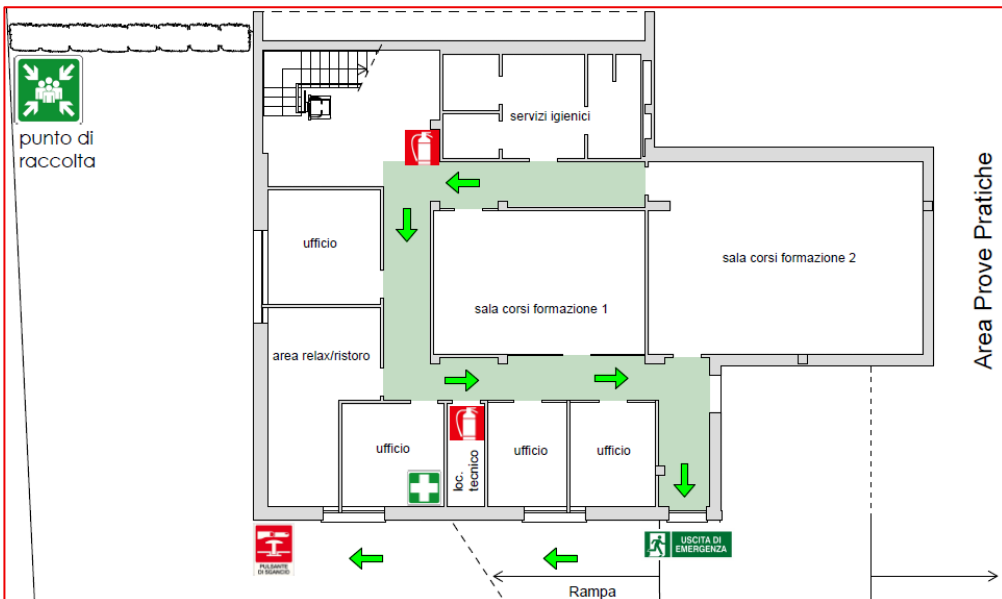 punto di
raccolta
servizi igienici
ufficio
sala corsi formazione 2
sala corsi formazione 1
area relax/ristoro
Area Prove Pratiche
ufficio
loc.
tecnico
ufficio
ufficio
PULSANTE
DI SGANCIO
USCITA DI
EMERGENZA
Rampa